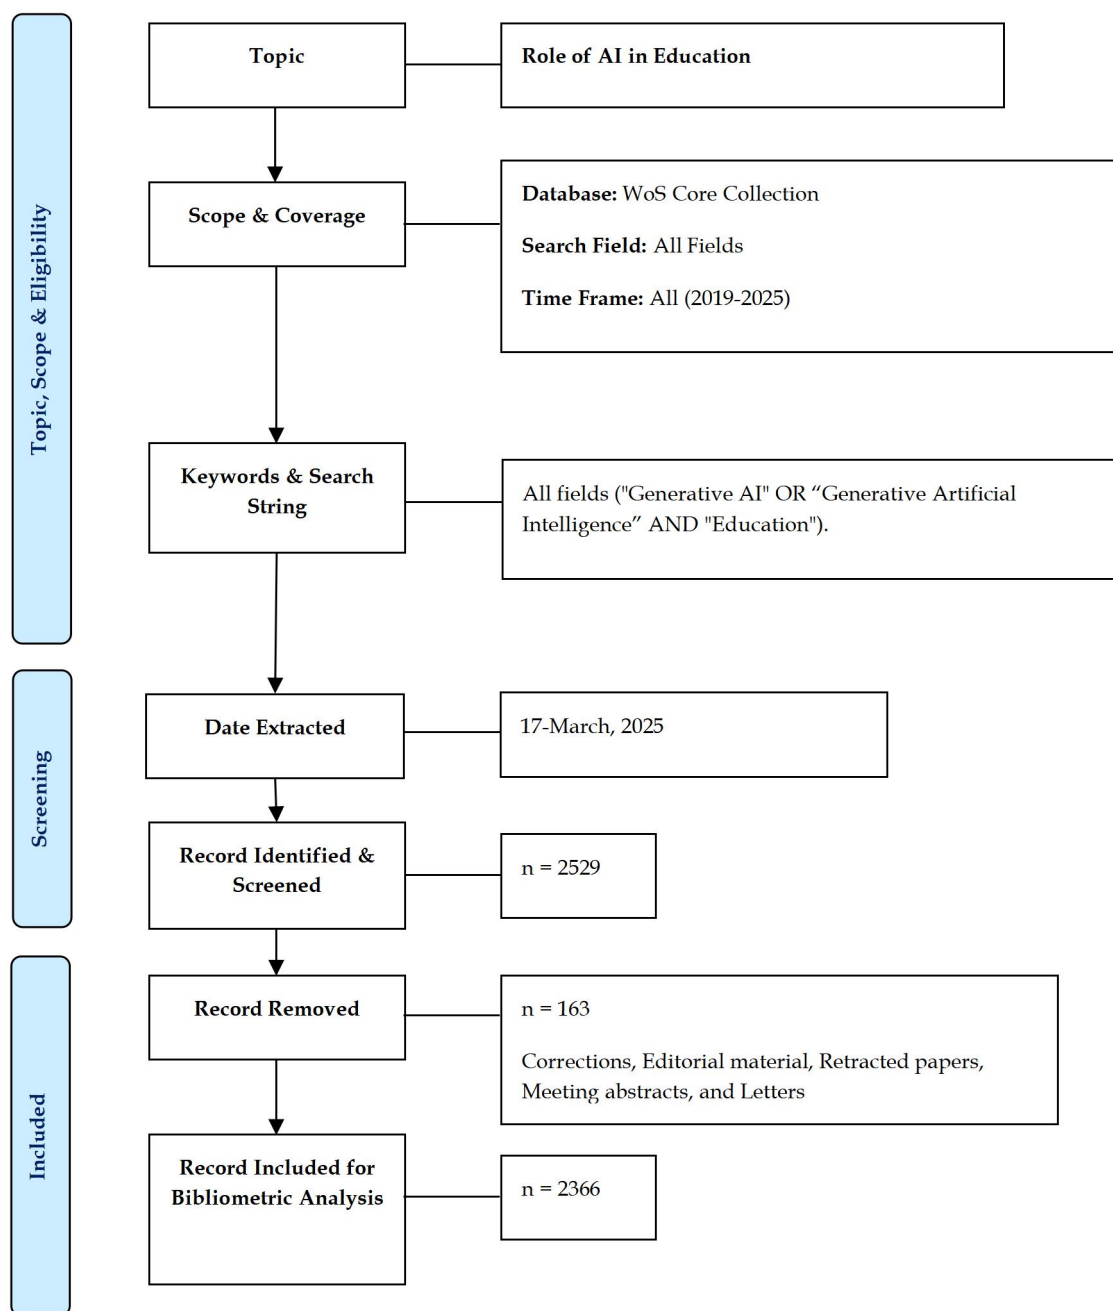 Topic, Scope & Eligibility
Topic
Role of AI in Education
Scope & Coverage
Database: WoS Core Collection
Search Field: All Fields
Time Frame: All (2019-2025)
Keywords & Search
String
All fields ("Generative AI" OR “Generative Artificial
Intelligence” AND "Education").
Screening
Date Extracted
17-March, 2025
Record Identified &
Screened
n = 2529
Included
Record Removed
n = 163
Corrections, Editorial material, Retracted papers,
Meeting abstracts, and Letters
Record Included for
Bibliometric Analysis
n = 2366